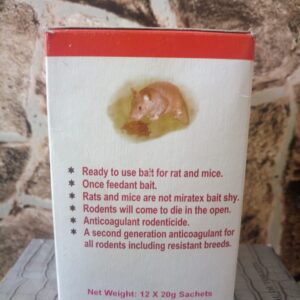 * Ready to use bait for rat and mice.
* Once feedant bait.
* Rats and mice are not miratex bait shy.
* Rodents will come to die in the open.
* Anticoagulant rodenticide.
* A second generation anticoagulant for
all rodents including resistant breeds.
Net Weight: 12 X 20g Sachets